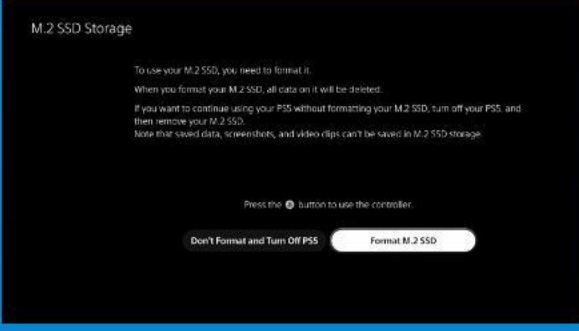 M.2 SSD Storage
To use your M.2 SSD, you need to format it.
When you format your M.2 SSD, all data on it will be deleted.
If you want to continue using your PS5 without formatting your M.2 SSD, turn off your PS5, and
then remove your M.2 SSD.
Note that saved data, screenshots, and video clips can't be saved in M.2 SSD storage.
Press the button to use the controller.
Don't Format and Turn Off PS5
Format M.2 SSD